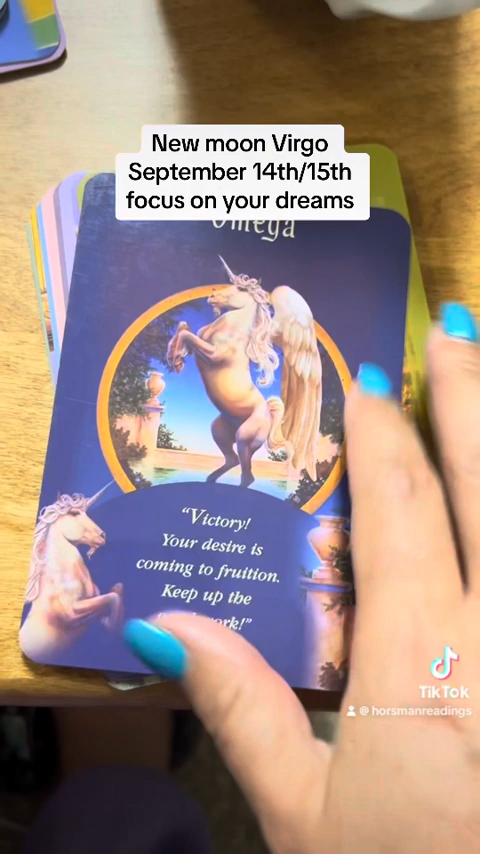 New moon Virgo
September 14th/15th
focus on your dreams
Omega
"Victory!
Your desire is
coming to fruition.
Keep up the
work!"
TikTok
@horsmanreadings